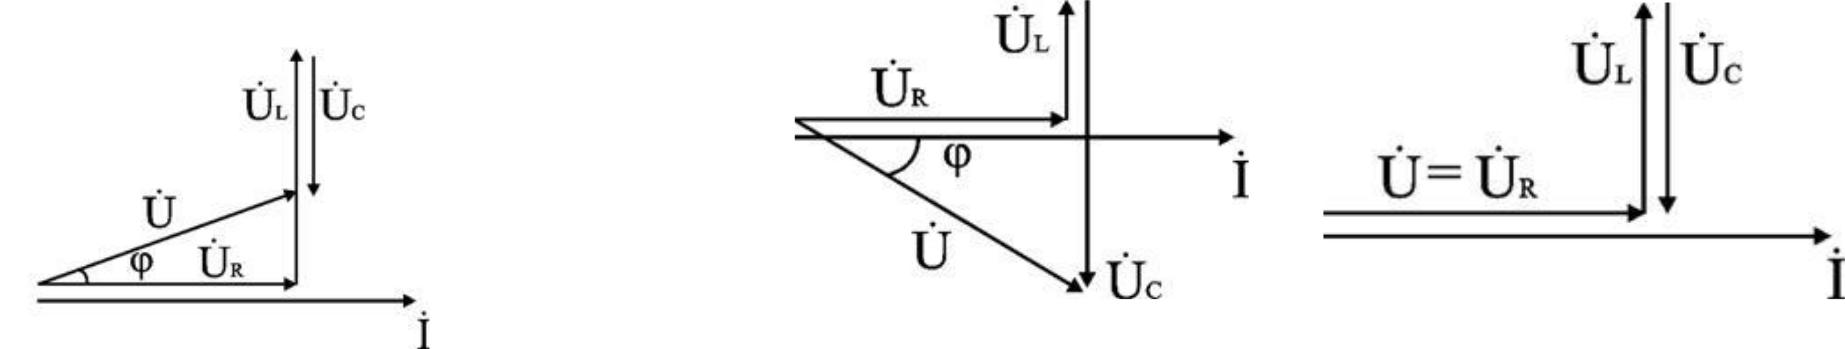 U̇L U̇C
U̇
φ U̇R
İ
U̇L
U̇R
φ
İ
U̇
U̇C
U̇L U̇C
U̇= U̇R
İ